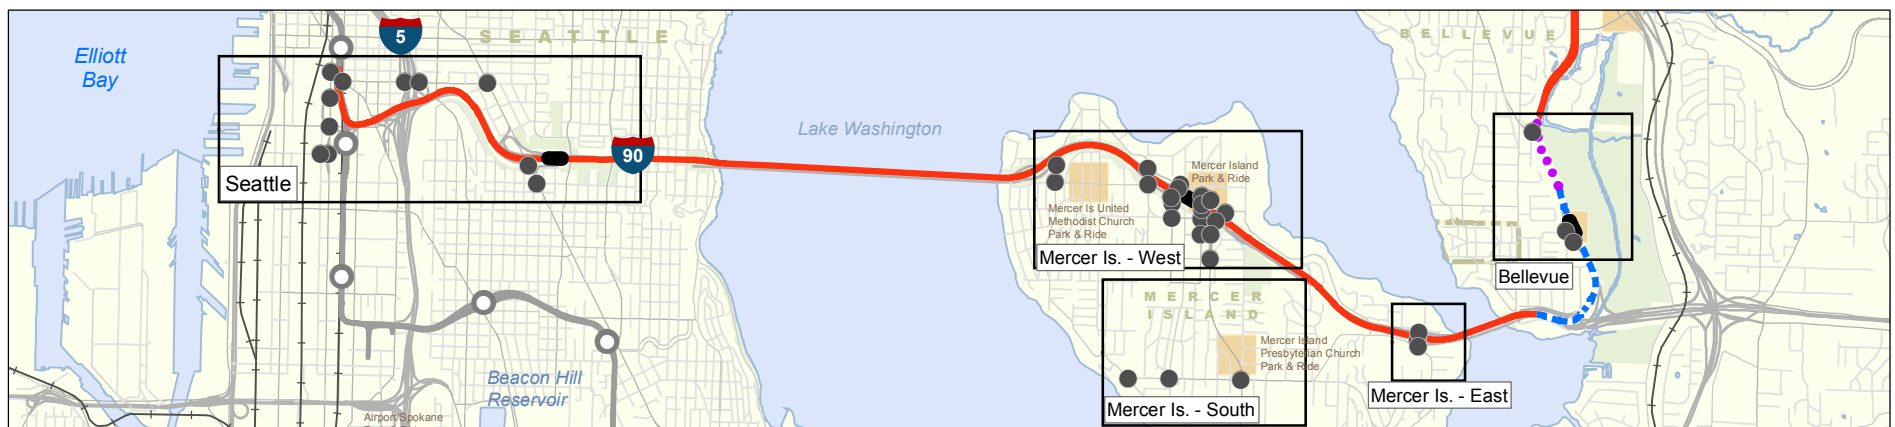 Elliott
Bay
5
SEATTLE
Seattle
90
Lake Washington
Mercer Island
Park & Ride
Mercer Is United
Methodist Church
Park & Ride
Mercer Is. - West
MERCER
ISLAND
Mercer Island
Presbyterian Church
Park & Ride
Mercer Is. - South
Mercer Is. - East
BELLEVUE
Bellevue
Beacon Hill
Reservoir
Airport/Spokane